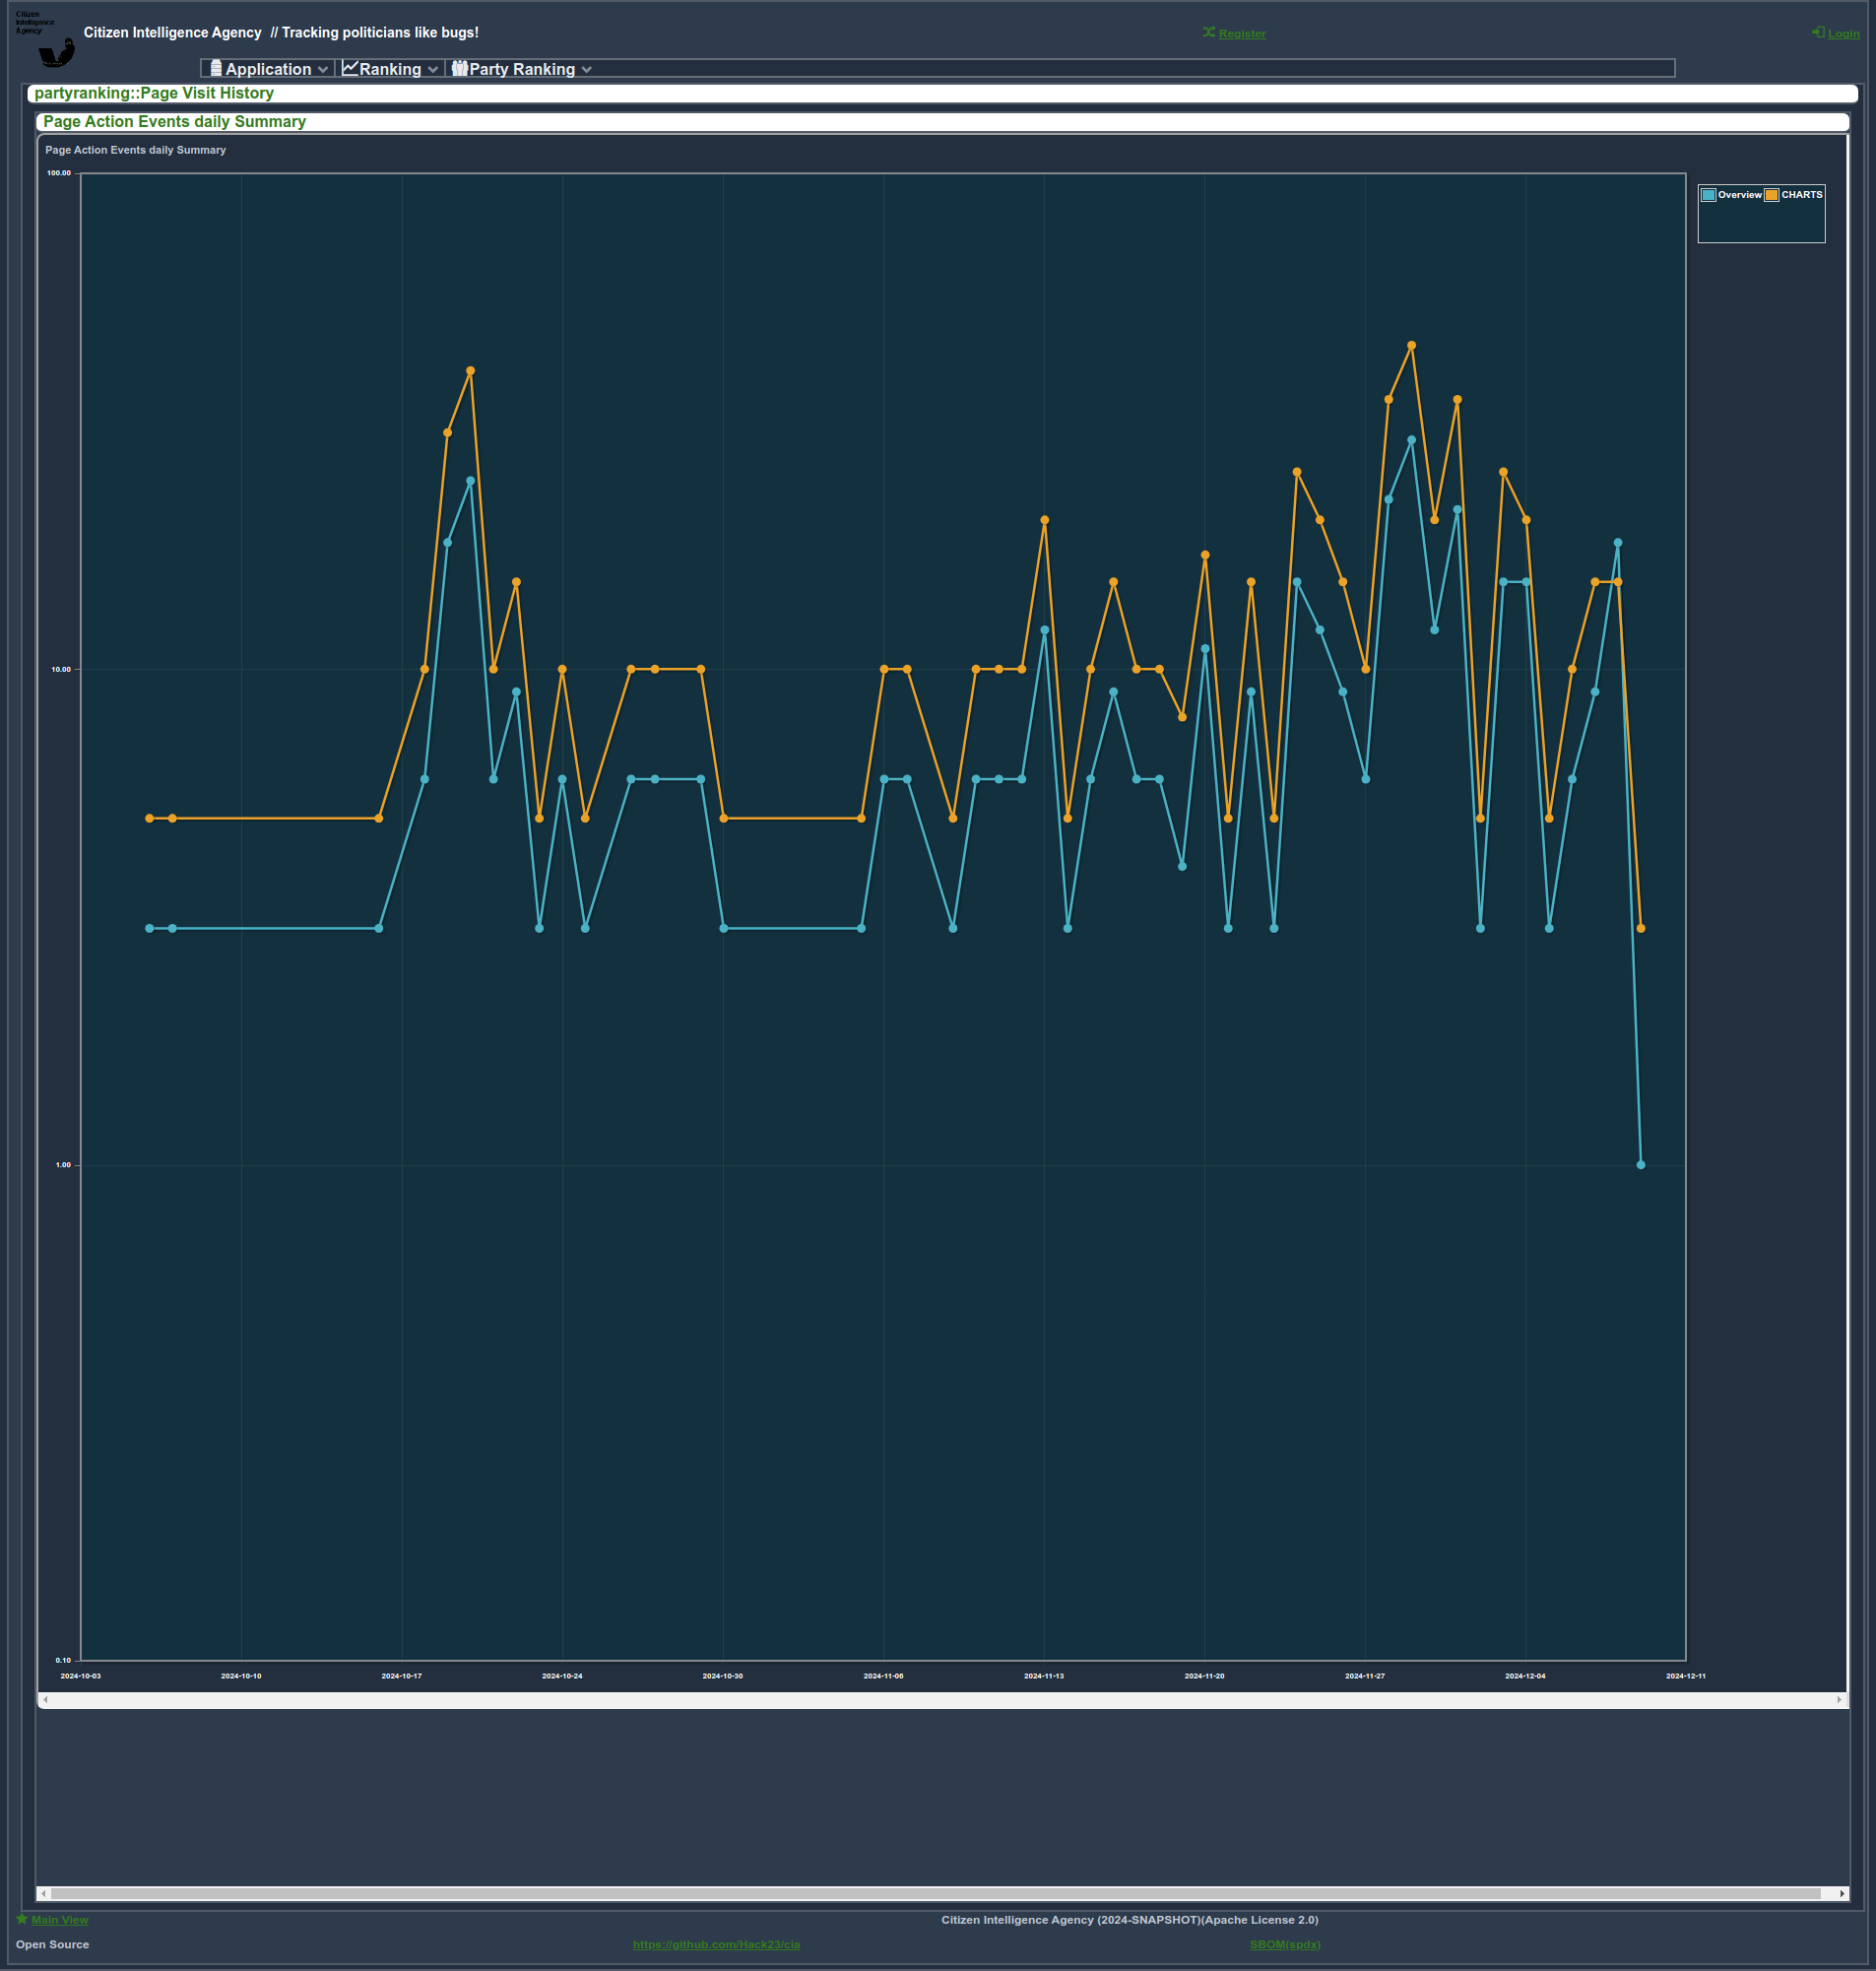 Citizen
Intelligence
Agency
Citizen Intelligence Agency // Tracking politicians like bugs!
Register
Login
Application
Ranking
Party Ranking
partyranking::Page Visit History
Page Action Events daily Summary
Page Action Events daily Summary
100.00
Overview CHARTS
10.00
1.00
0.10
2024-10-03 2024-10-10 2024-10-17 2024-10-24 2024-10-30 2024-11-06 2024-11-13 2024-11-20 2024-11-27 2024-12-04 2024-12-11
Main View
Citizen Intelligence Agency (2024-SNAPSHOT)(Apache License 2.0)
Open Source
https://github.com/Hack23/cia
SBOM(spdx)